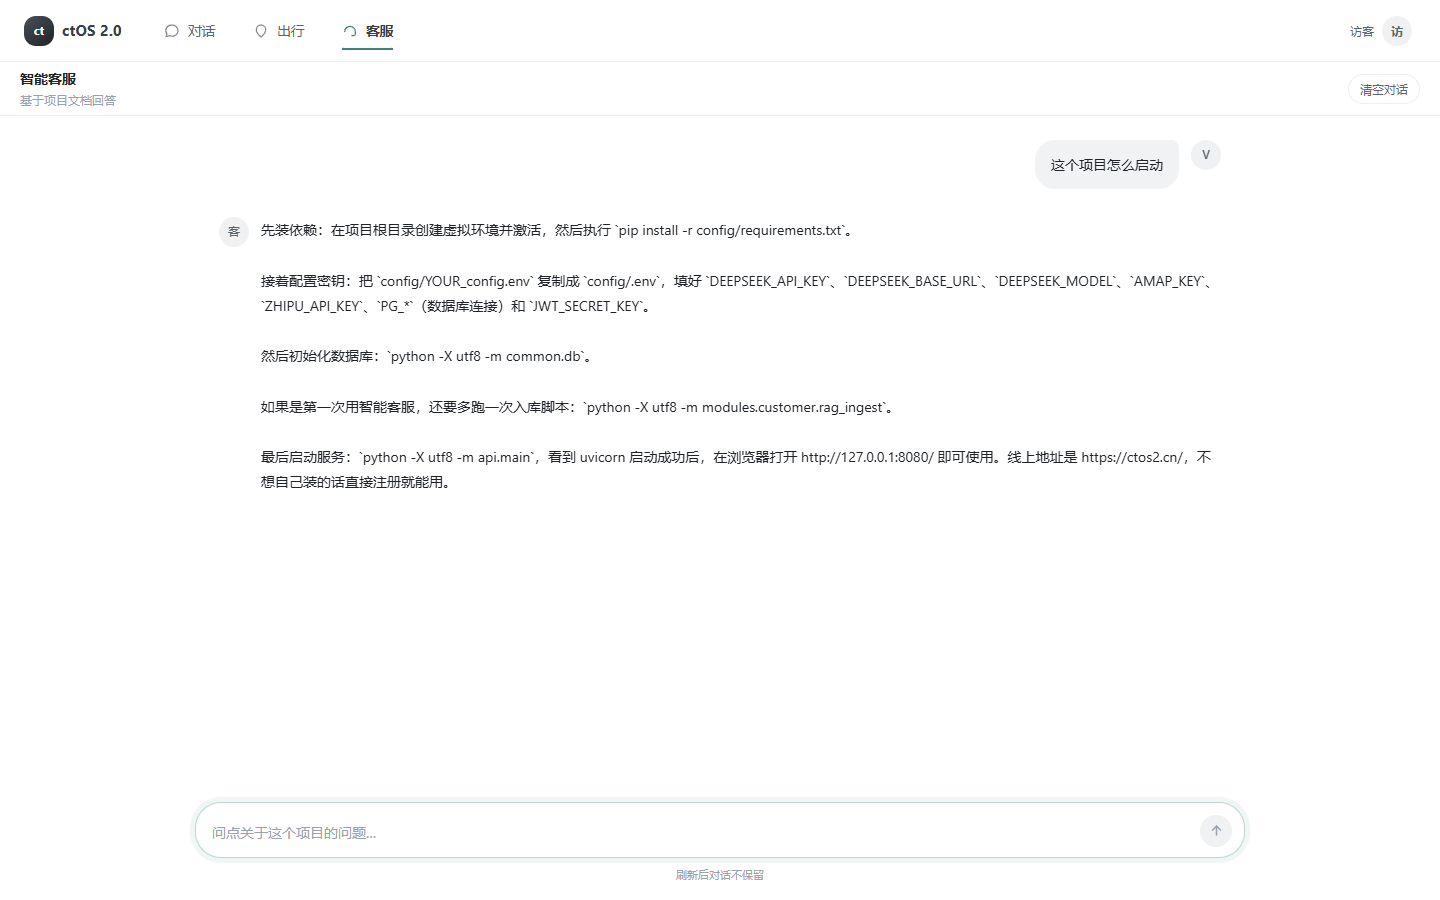 ct ctOS 2.0 对话 出行 客服 访客 访
智能客服
基于项目文档回答
清空对话
这个项目怎么启动 V
客 先装依赖：在项目根目录创建虚拟环境并激活，然后执行 `pip install -r config/requirements.txt`。
接着配置密钥：把 `config/YOUR_config.env` 复制成 `config/.env`，填好 `DEEPSEEK_API_KEY`、`DEEPSEEK_BASE_URL`、`DEEPSEEK_MODEL`、`AMAP_KEY`、
`ZHIPU_API_KEY`、`PG_*`（数据库连接）和 `JWT_SECRET_KEY`。
然后初始化数据库：`python -X utf8 -m common.db`。
如果是第一次用智能客服，还要多跑一次入库脚本：`python -X utf8 -m modules.customer.rag_ingest`。
最后启动服务：`python -X utf8 -m api.main`，看到 uvicorn 启动成功后，在浏览器打开 http://127.0.0.1:8080/ 即可使用。线上地址是 https://ctos2.cn/，不
想自己装的话直接注册就能用。
问点关于这个项目的问题...
刷新后对话不保留